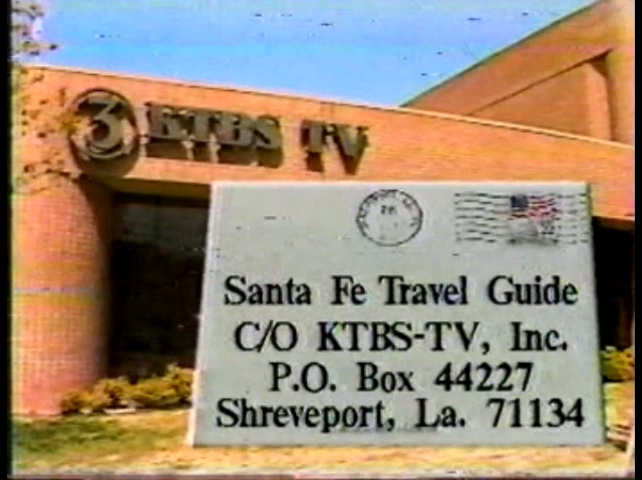 3 KTBS TV
Santa Fe Travel Guide
C/O KTBS-TV, Inc.
P.O. Box 44227
Shreveport, La. 71134